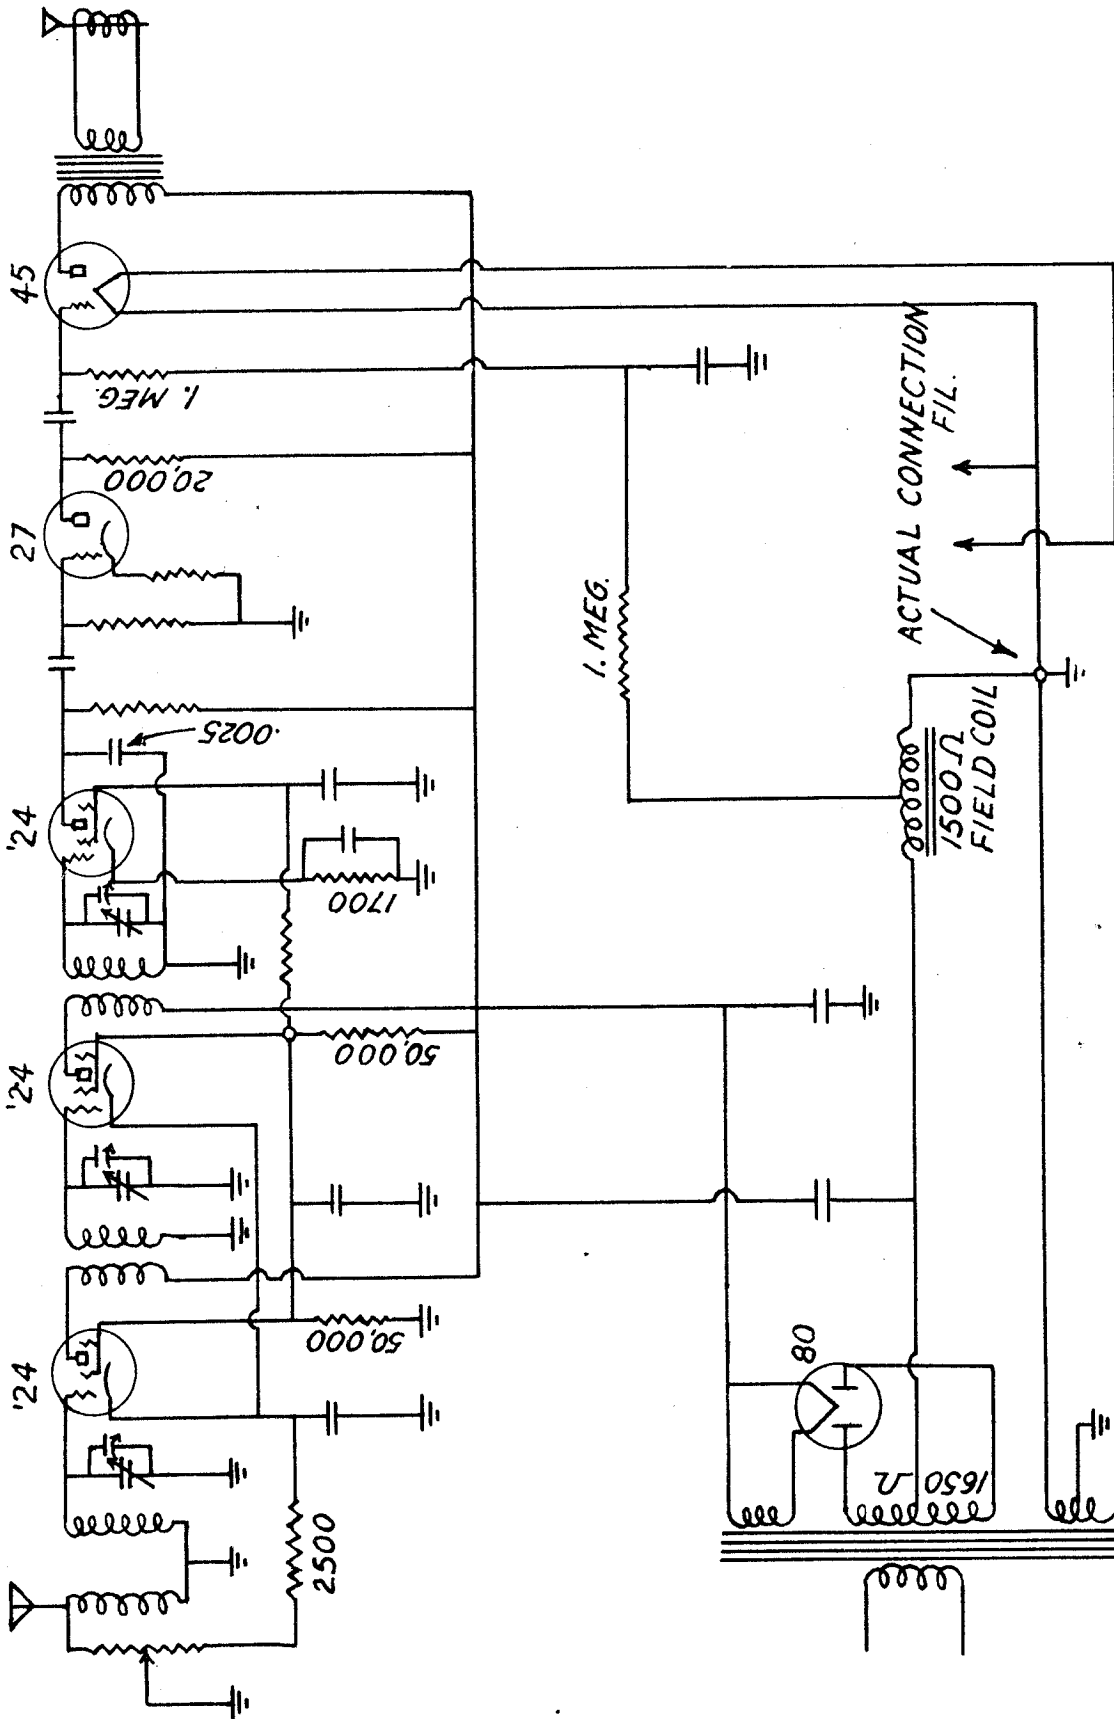 '24
'24
'24
27
45
2500
50,000
50,000
1700
.0025
20,000
1. MEG.
1. MEG.
80
1650 Ω
1500 Ω
FIELD COIL
ACTUAL CONNECTION
FIL.